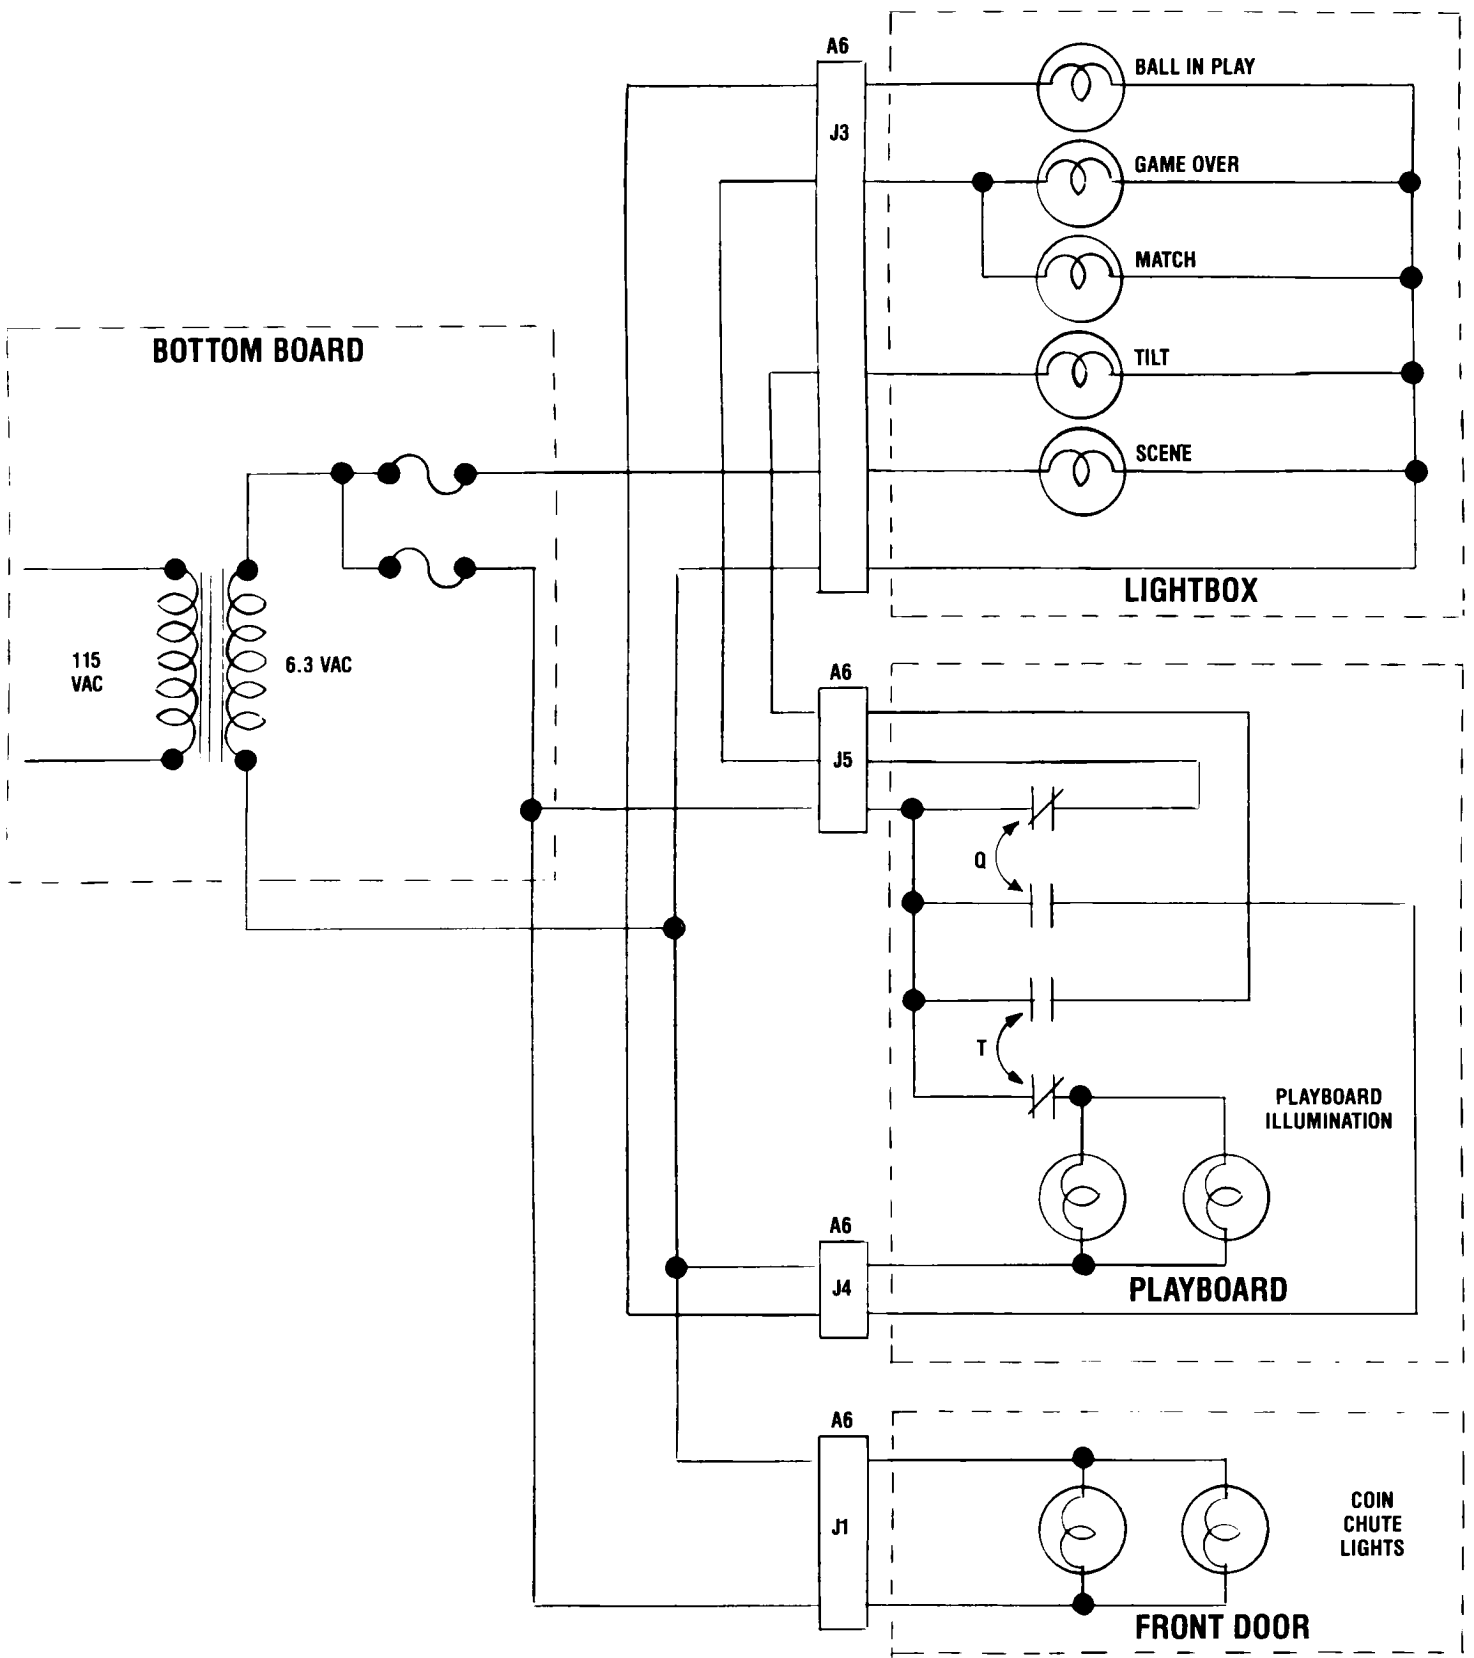 A6
J3
BALL IN PLAY
GAME OVER
MATCH
TILT
SCENE
LIGHTBOX
BOTTOM BOARD
115
VAC
6.3 VAC
A6
J5
Q
T
PLAYBOARD
ILLUMINATION
A6
J4
PLAYBOARD
A6
J1
COIN
CHUTE
LIGHTS
FRONT DOOR